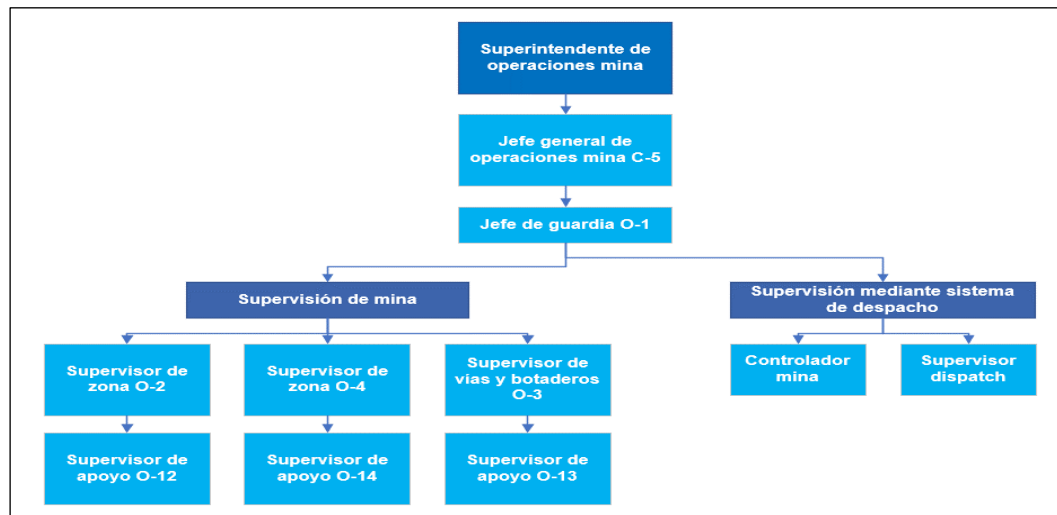 Superintendente de
operaciones mina
Jefe general de
operaciones mina C-5
Jefe de guardia O-1
Supervisión de mina
Supervisión mediante sistema
de despacho
Supervisor de
zona O-2
Supervisor de
zona O-4
Supervisor de
vías y botaderos
O-3
Controlador
mina
Supervisor
dispatch
Supervisor de
apoyo O-12
Supervisor de
apoyo O-14
Supervisor de
apoyo O-13